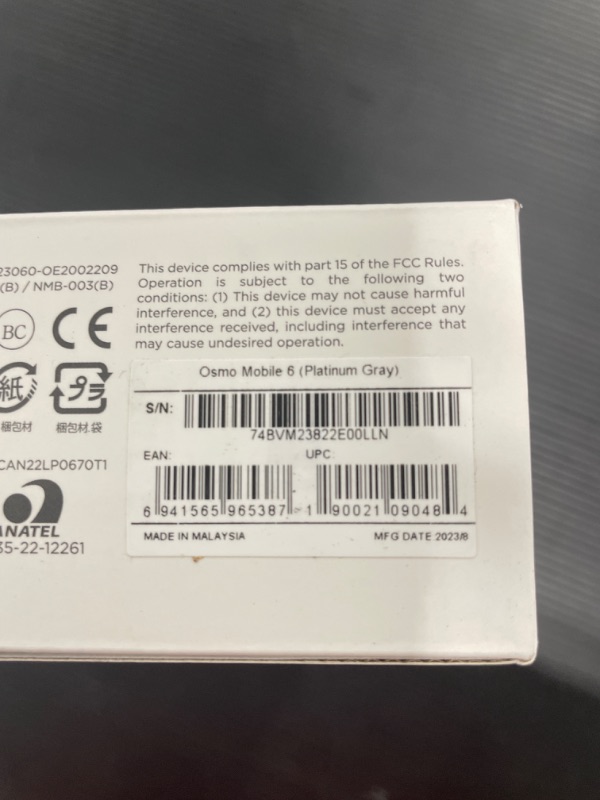 23060-OE2002209
(B) / NMB-003(B)
BC
CE
紙
プラ
梱包材
梱包材.袋
CAN22LP0670T1
ANATEL
35-22-12261
This device complies with part 15 of the FCC Rules.
Operation is subject to the following two
conditions: (1) This device may not cause harmful
interference, and (2) this device must accept any
interference received, including interference that
may cause undesired operation.
Osmo Mobile 6 (Platinum Gray)
S/N:
74BVM23822E00LLN
EAN: UPC:
6 941565 965387 1 90021 09048 4
MADE IN MALAYSIA MFG DATE 2023/8